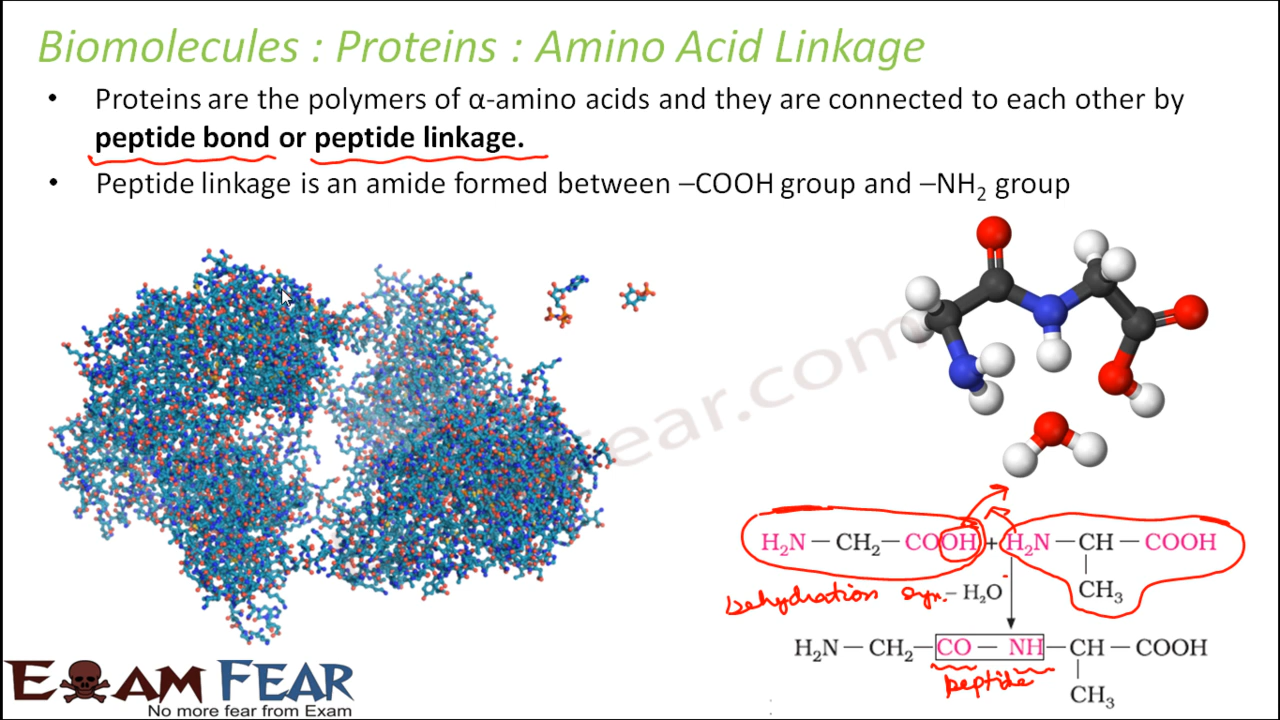 Biomolecules : Proteins : Amino Acid Linkage
• Proteins are the polymers of α-amino acids and they are connected to each other by
peptide bond or peptide linkage.
• Peptide linkage is an amide formed between –COOH group and –NH₂ group
fear.com
H₂N — CH₂ — COOH + H₂N — CH — COOH
CH₃
Dehydration syn.
– H₂O
H₂N — CH₂ — CO — NH — CH — COOH
peptide
CH₃
EXAM FEAR
No more fear from Exam